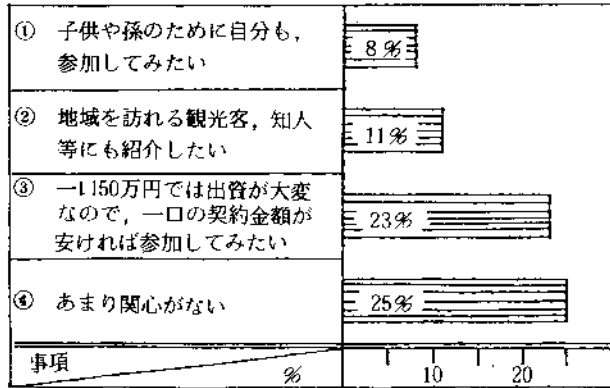 ① 子供や孫のために自分も，
参加してみたい
8%
② 地域を訪れる観光客，知人
等にも紹介したい
11%
③ 一口50万円では出資が大変
なので，一口の契約金額が
安ければ参加してみたい
23%
④ あまり関心がない
25%
事項
%
10 20